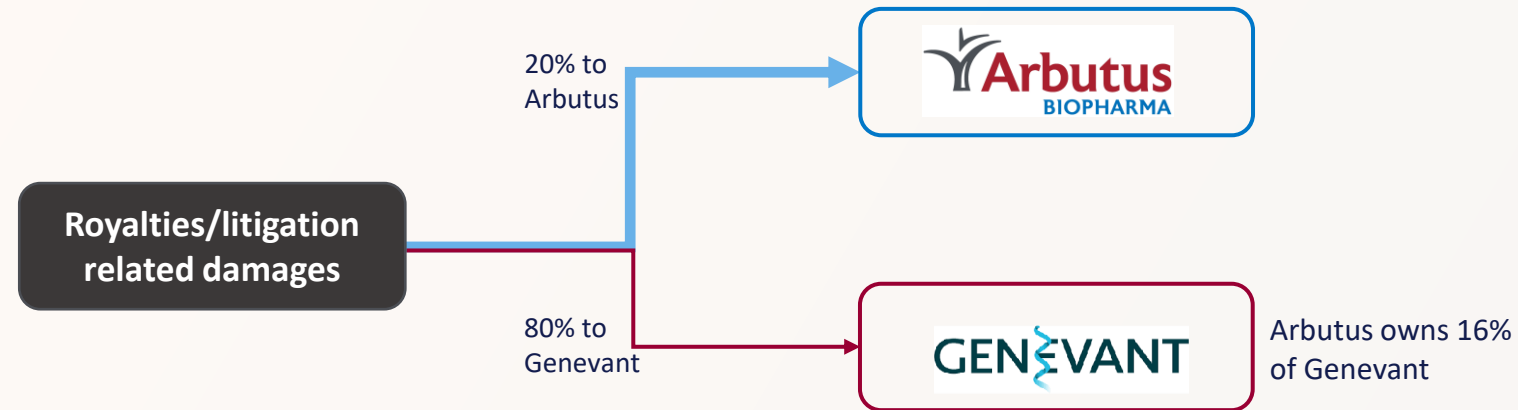 20% to
Arbutus
Arbutus
BIOPHARMA
Royalties/litigation
related damages
80% to
Genevant
GENEVANT
Arbutus owns 16%
of Genevant